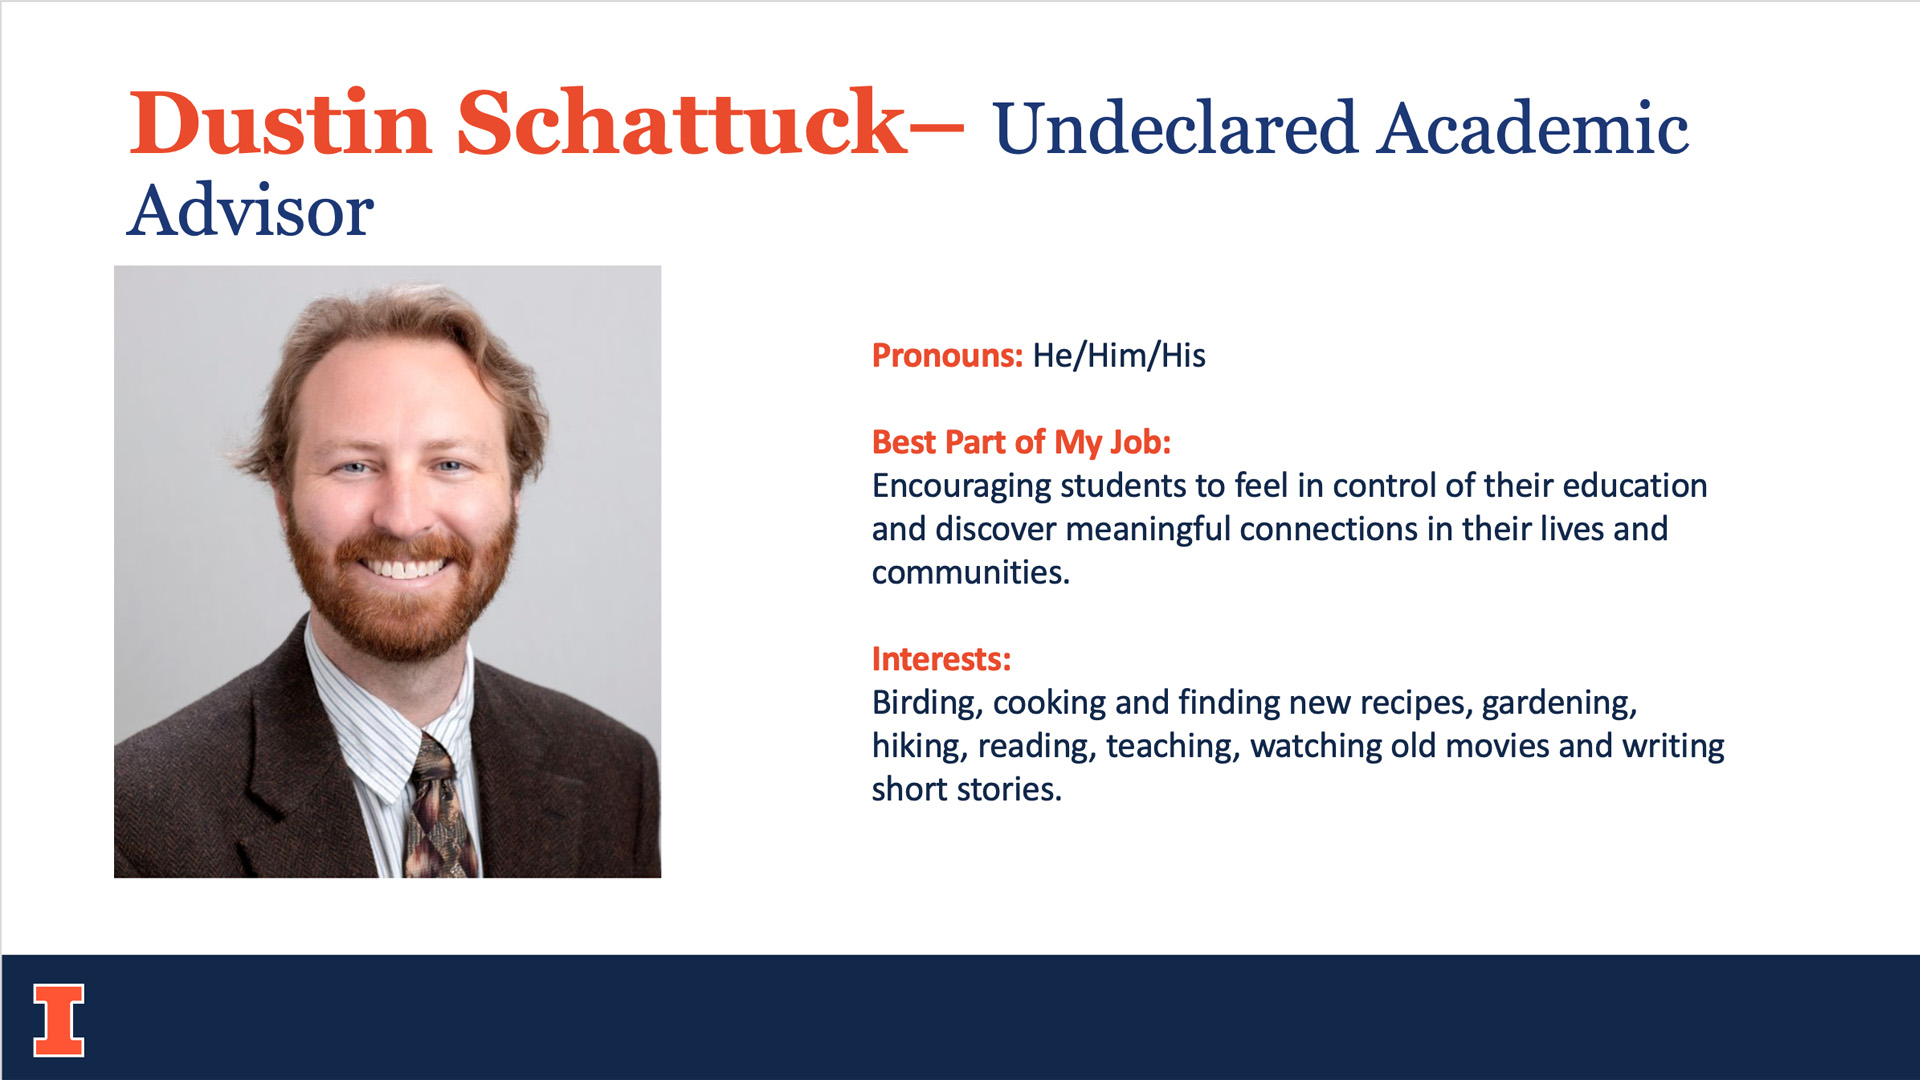 Dustin Schattuck– Undeclared Academic
Advisor
Pronouns: He/Him/His
Best Part of My Job:
Encouraging students to feel in control of their education
and discover meaningful connections in their lives and
communities.
Interests:
Birding, cooking and finding new recipes, gardening,
hiking, reading, teaching, watching old movies and writing
short stories.
I